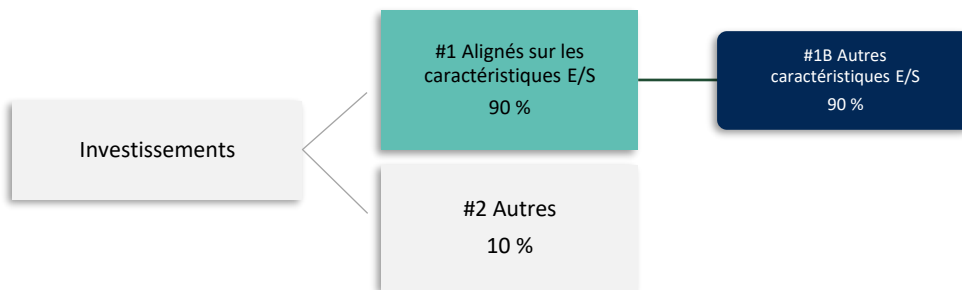 Investissements
#1 Alignés sur les
caractéristiques E/S
90 %
#2 Autres
10 %
#1B Autres
caractéristiques E/S
90 %